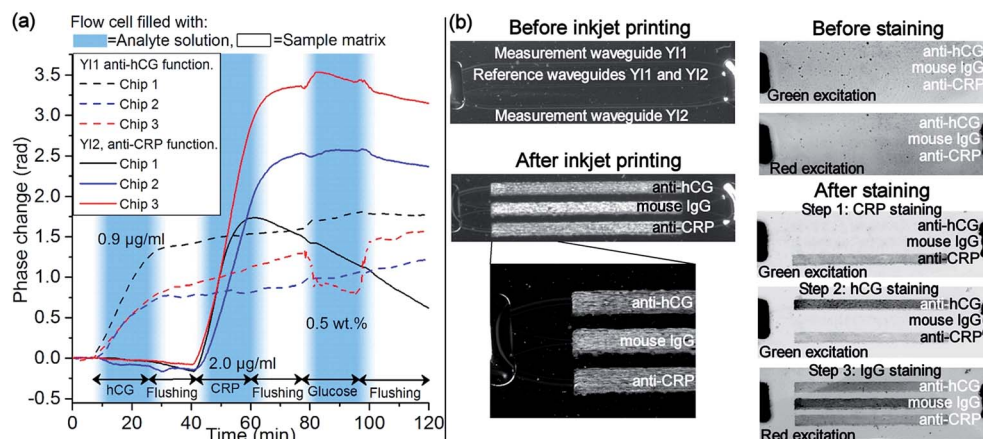 (a)
Flow cell filled with:
=Analyte solution, =Sample matrix
YI1 anti-hCG function.
Chip 1
Chip 2
Chip 3
YI2, anti-CRP function.
Chip 1
Chip 2
Chip 3
Phase change (rad)
3.5
3.0
2.5
2.0
1.5
1.0
0.5
0.0
-0.5
0.9 µg/ml
2.0 µg/ml
0.5 wt.%
hCG Flushing CRP Flushing Glucose Flushing
0 10 20 30 40 50 60 70 80 90 100 110 120
Time (min)
(b)
Before inkjet printing
Measurement waveguide YI1
Reference waveguides YI1 and YI2
Measurement waveguide YI2
After inkjet printing
anti-hCG
mouse IgG
anti-CRP
anti-hCG
mouse IgG
anti-CRP
Before staining
anti-hCG
mouse IgG
anti-CRP
Green excitation
anti-hCG
mouse IgG
anti-CRP
Red excitation
After staining
Step 1: CRP staining
anti-hCG
mouse IgG
anti-CRP
Green excitation
Step 2: hCG staining
anti-hCG
mouse IgG
anti-CRP
Green excitation
Step 3: IgG staining
anti-hCG
mouse IgG
anti-CRP
Red excitation